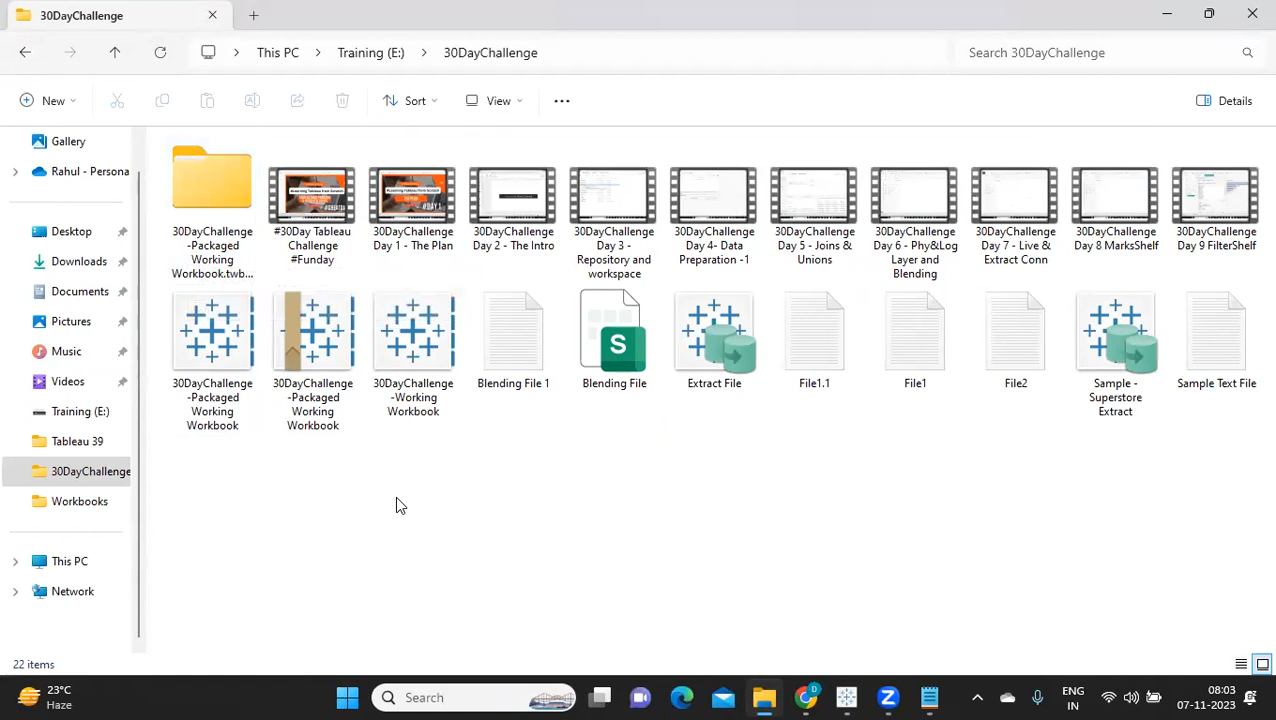 30DayChallenge
This PC
Training (E:)
30DayChallenge
Search 30DayChallenge
New
Sort
View
Details
Gallery
Rahul - Persona
Desktop
Downloads
Documents
Pictures
Music
Videos
Training (E:)
Tableau 39
30DayChallenge
Workbooks
This PC
Network
30DayChallenge
-Packaged
Working
Workbook.twb...
#30Day Tableau
Challenge
#Funday
30DayChallenge
Day 1 - The Plan
30DayChallenge
Day 2 - The Intro
30DayChallenge
Day 3 -
Repository and
workspace
30DayChallenge
Day 4- Data
Preparation -1
30DayChallenge
Day 5 - Joins &
Unions
30DayChallenge
Day 6 - Phy&Log
Layer and
Blending
30DayChallenge
Day 7 - Live &
Extract Conn
30DayChallenge
Day 8 MarksShelf
30DayChallenge
Day 9 FilterShelf
30DayChallenge
-Packaged
Working
Workbook
30DayChallenge
-Packaged
Working
Workbook
30DayChallenge
-Working
Workbook
Blending File 1
S
Blending File
Extract File
File1.1
File1
File2
Sample -
Superstore
Extract
Sample Text File
22 items
23°C
Haze
Search
ENG
IN
08:03
07-11-2023